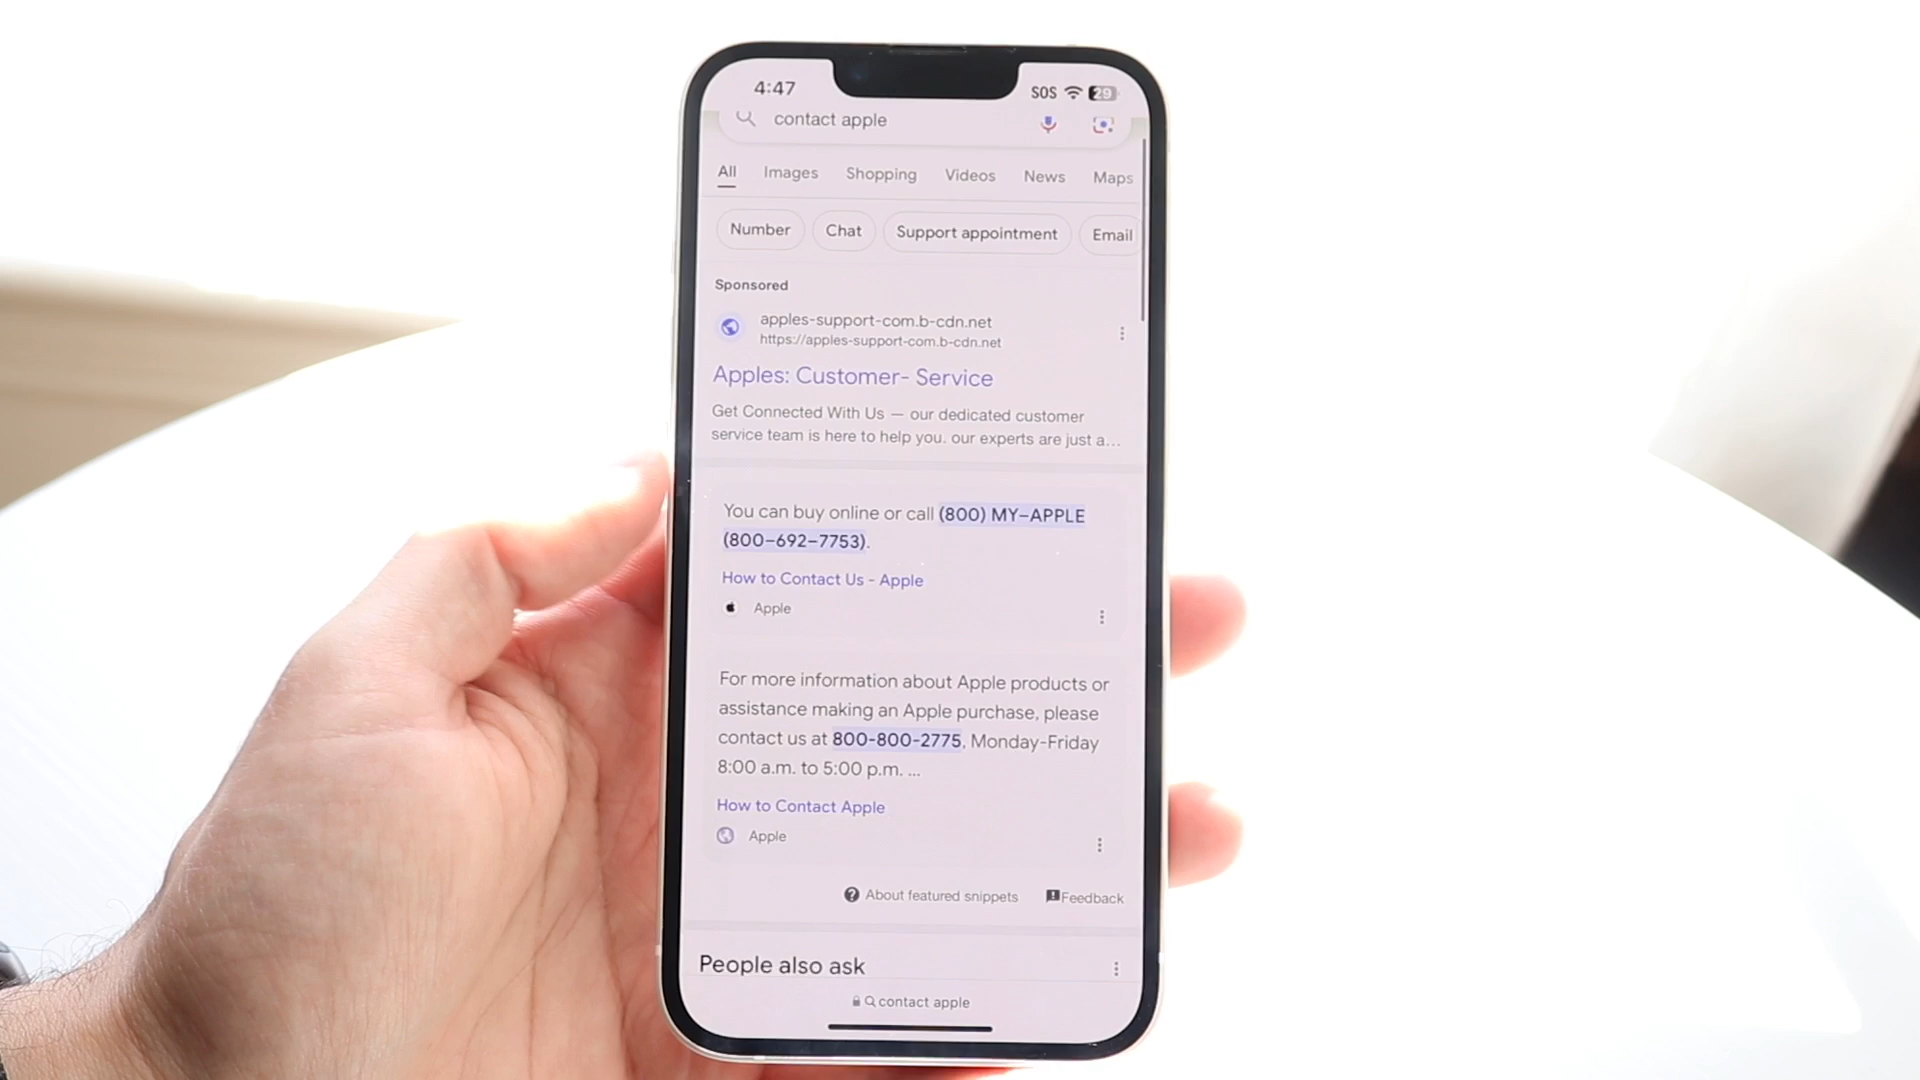 4:47
SOS
29
contact apple
All Images Shopping Videos News Maps
Number Chat Support appointment Email
Sponsored
apples-support-com.b-cdn.net
https://apples-support-com.b-cdn.net
Apples: Customer- Service
Get Connected With Us — our dedicated customer
service team is here to help you. our experts are just a...
You can buy online or call (800) MY–APPLE
(800–692–7753).
How to Contact Us - Apple
Apple
For more information about Apple products or
assistance making an Apple purchase, please
contact us at 800-800-2775, Monday-Friday
8:00 a.m. to 5:00 p.m. ...
How to Contact Apple
Apple
About featured snippets Feedback
People also ask
contact apple